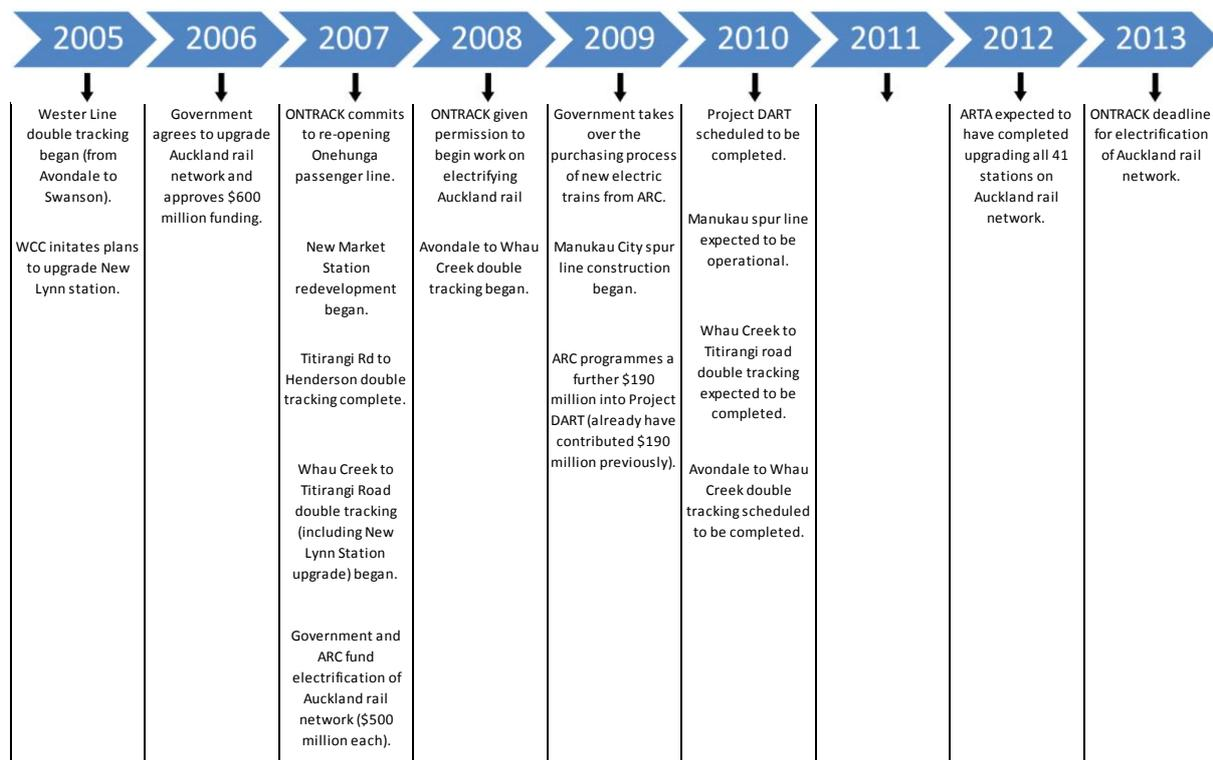 2005
2006
2007
2008
2009
2010
2011
2012
2013
Wester Line
double tracking
began (from
Avondale to
Swanson).
WCC initates plans
to upgrade New
Lynn station.
Government
agrees to upgrade
Auckland rail
network and
approves $600
million funding.
ONTRACK commits
to re-opening
Onehunga
passenger line.
New Market
Station
redevelopment
began.
Titirangi Rd to
Henderson double
tracking complete.
Whau Creek to
Titirangi Road
double tracking
(including New
Lynn Station
upgrade) began.
Government and
ARC fund
electrification of
Auckland rail
network ($500
million each).
ONTRACK given
permission to
begin work on
electrifying
Auckland rail
Avondale to Whau
Creek double
tracking began.
Government takes
over the
purchasing process
of new electric
trains from ARC.
Manukau City spur
line construction
began.
ARC programmes a
further $190
million into Project
DART (already have
contributed $190
million previously).
Project DART
scheduled to be
completed.
Manukau spur line
expected to be
operational.
Whau Creek to
Titirangi road
double tracking
expected to be
completed.
Avondale to Whau
Creek double
tracking scheduled
to be completed.
ARTA expected to
have completed
upgrading all 41
stations on
Auckland rail
network.
ONTRACK deadline
for electrification
of Auckland rail
network.